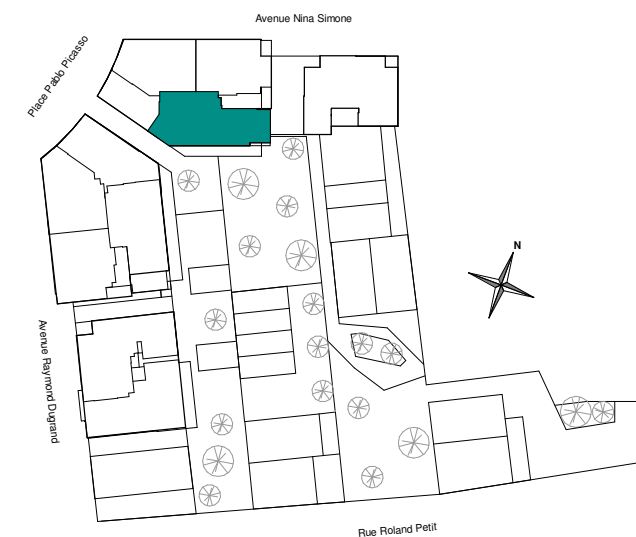 Avenue Nina Simone
Place Pablo Picasso
N
Avenue Raymond Dugrand
Rue Roland Petit